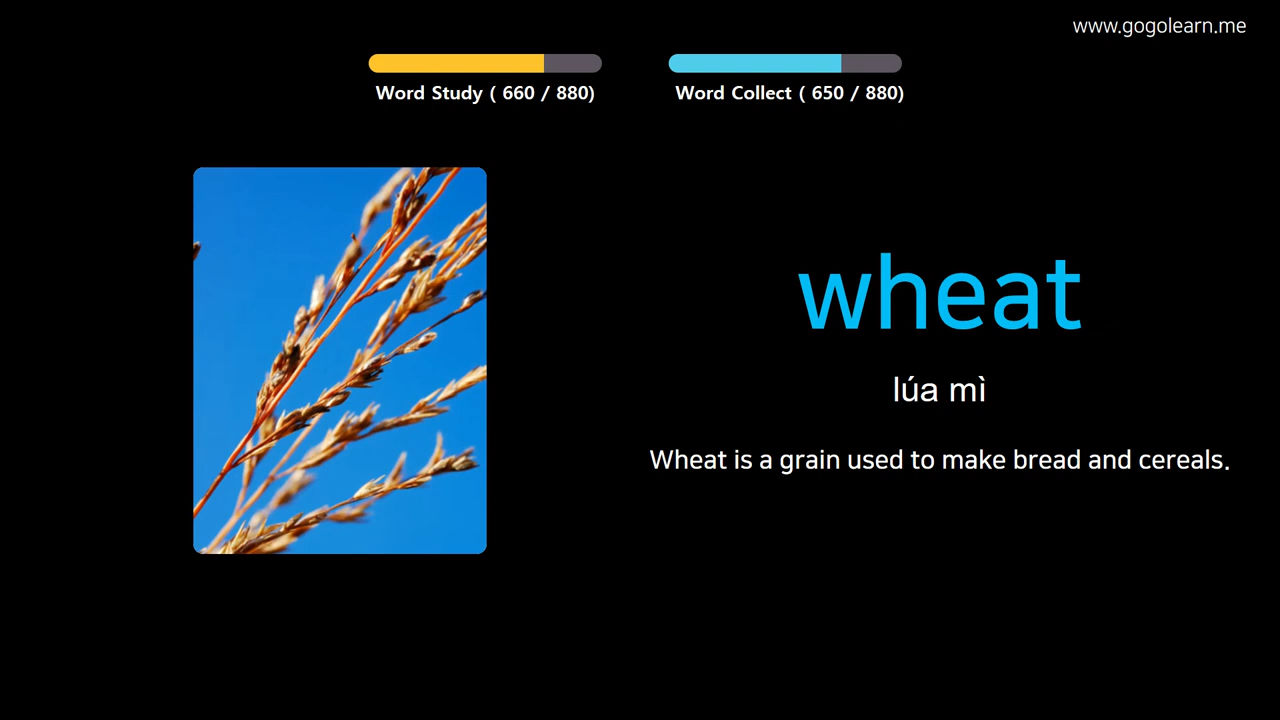 www.gogolearn.me
Word Study ( 660 / 880)
Word Collect ( 650 / 880)
wheat
lúa mì
Wheat is a grain used to make bread and cereals.